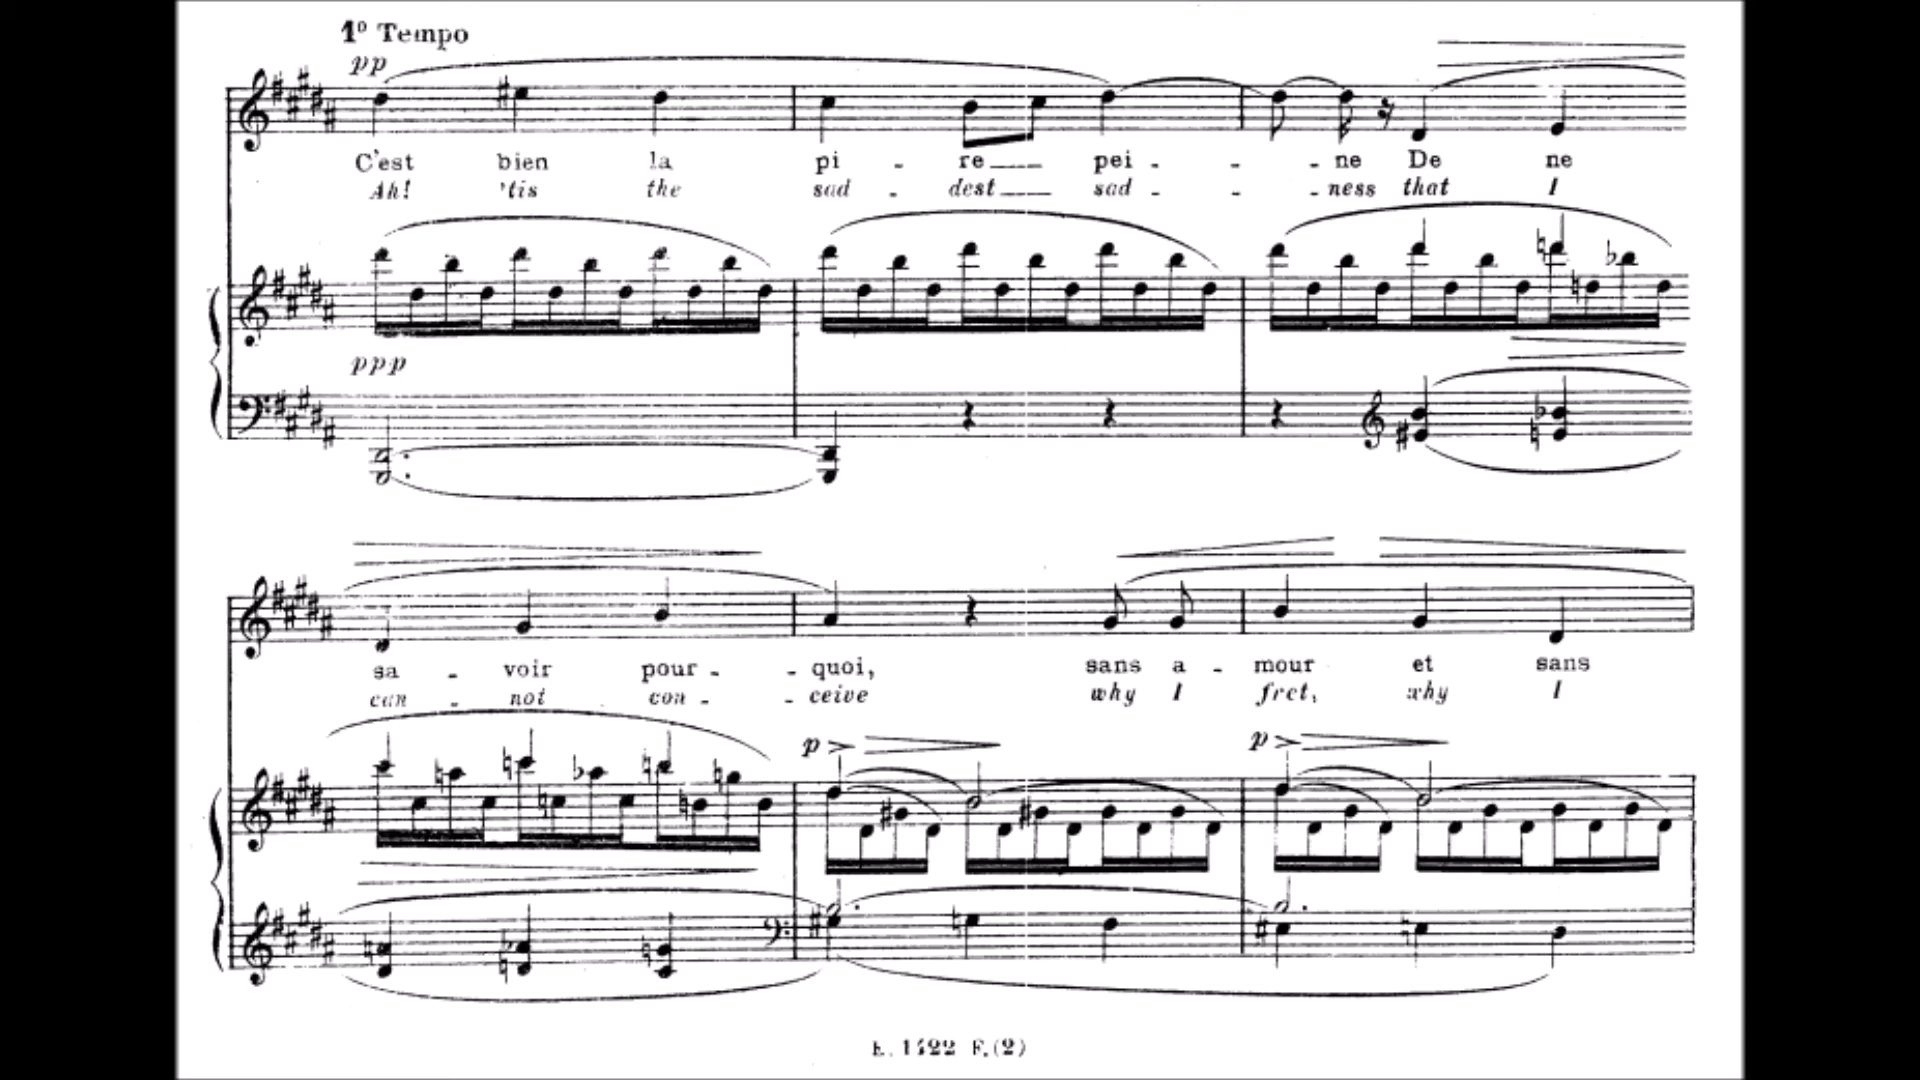 1º Tempo
pp
C'est bien la pi - re pei - - - ne De ne
Ah! 'tis the sad - dest sad - - - ness that I
ppp
sa - voir pour - - quoi, sans a - mour et sans
can - not con - - ceive why I fret, why I
p p
E. 1422 F. (2)